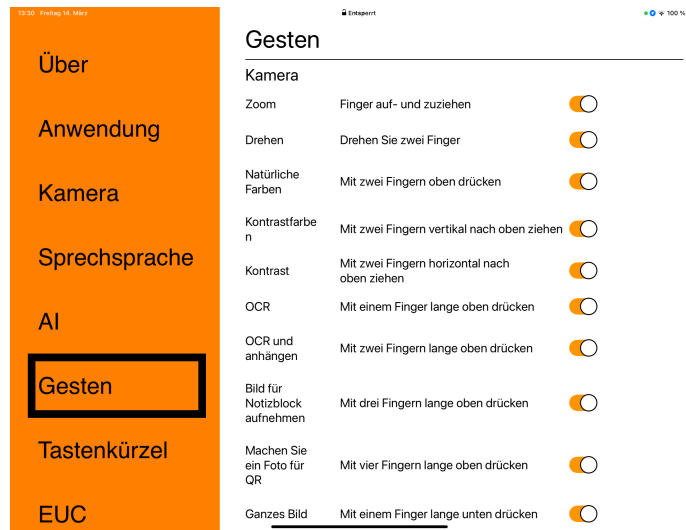 13:30 Freitag 14. März
Entsperrt
100 %
Über
Anwendung
Kamera
Sprechsprache
AI
Gesten
Tastenkürzel
EUC
Gesten
Kamera
Zoom Finger auf- und zuziehen
Drehen Drehen Sie zwei Finger
Natürliche
Farben
Mit zwei Fingern oben drücken
Kontrastfarbe
n
Mit zwei Fingern vertikal nach oben ziehen
Kontrast
Mit zwei Fingern horizontal nach
oben ziehen
OCR Mit einem Finger lange oben drücken
OCR und
anhängen
Mit zwei Fingern lange oben drücken
Bild für
Notizblock
aufnehmen
Mit drei Fingern lange oben drücken
Machen Sie
ein Foto für
QR
Mit vier Fingern lange oben drücken
Ganzes Bild Mit einem Finger lange unten drücken